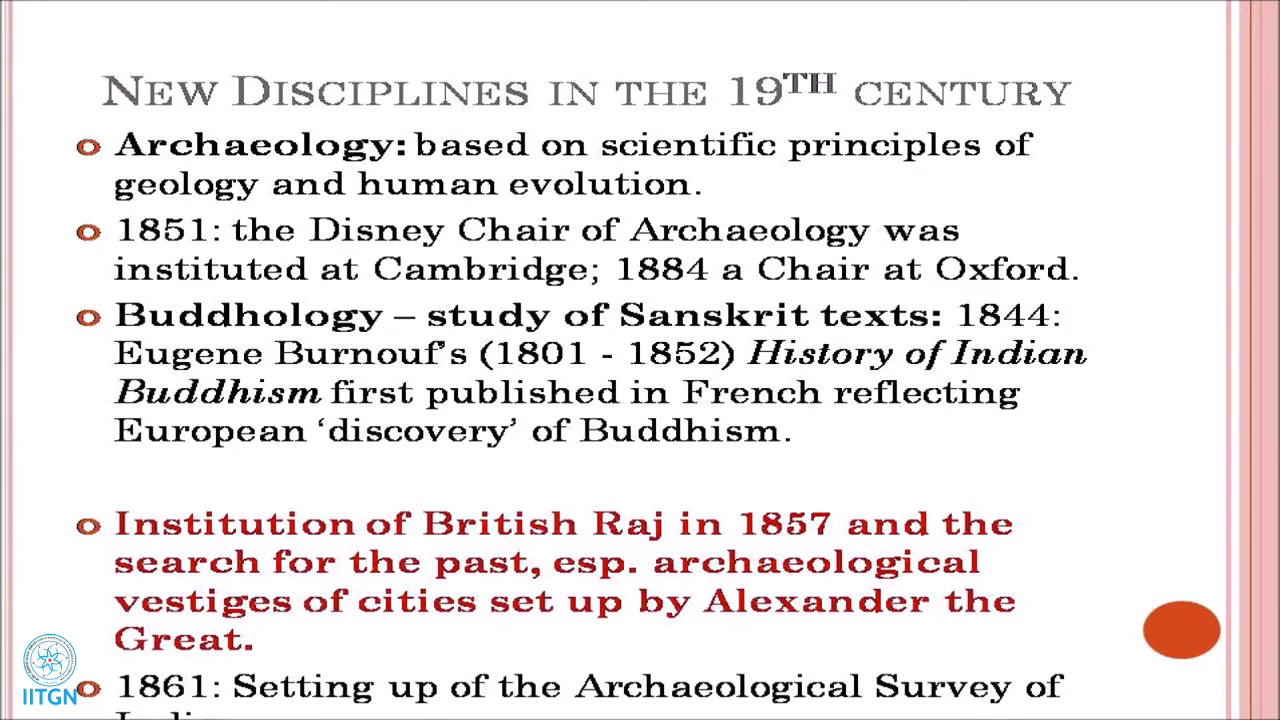 NEW DISCIPLINES IN THE 19TH CENTURY
Archaeology: based on scientific principles of
geology and human evolution.
1851: the Disney Chair of Archaeology was
instituted at Cambridge; 1884 a Chair at Oxford.
Buddhology – study of Sanskrit texts: 1844:
Eugene Burnouf's (1801 - 1852) History of Indian
Buddhism first published in French reflecting
European ‘discovery’ of Buddhism.
Institution of British Raj in 1857 and the
search for the past, esp. archaeological
vestiges of cities set up by Alexander the
Great.
1861: Setting up of the Archaeological Survey of
IITGN